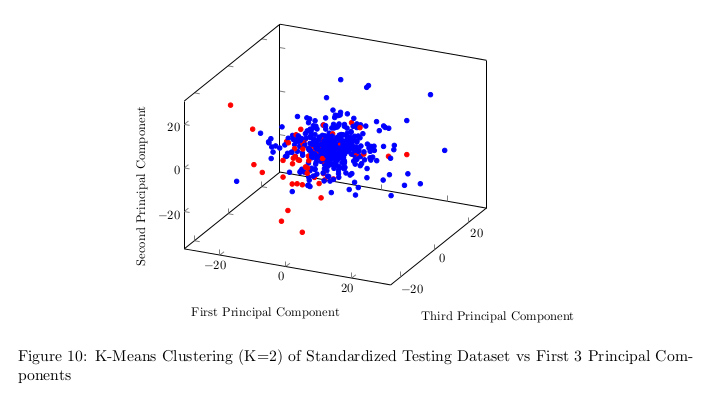 20
0
−20
Second Principal Component
−20
0
20
First Principal Component
−20
0
20
Third Principal Component
Figure 10: K-Means Clustering (K=2) of Standardized Testing Dataset vs First 3 Principal Com-
ponents